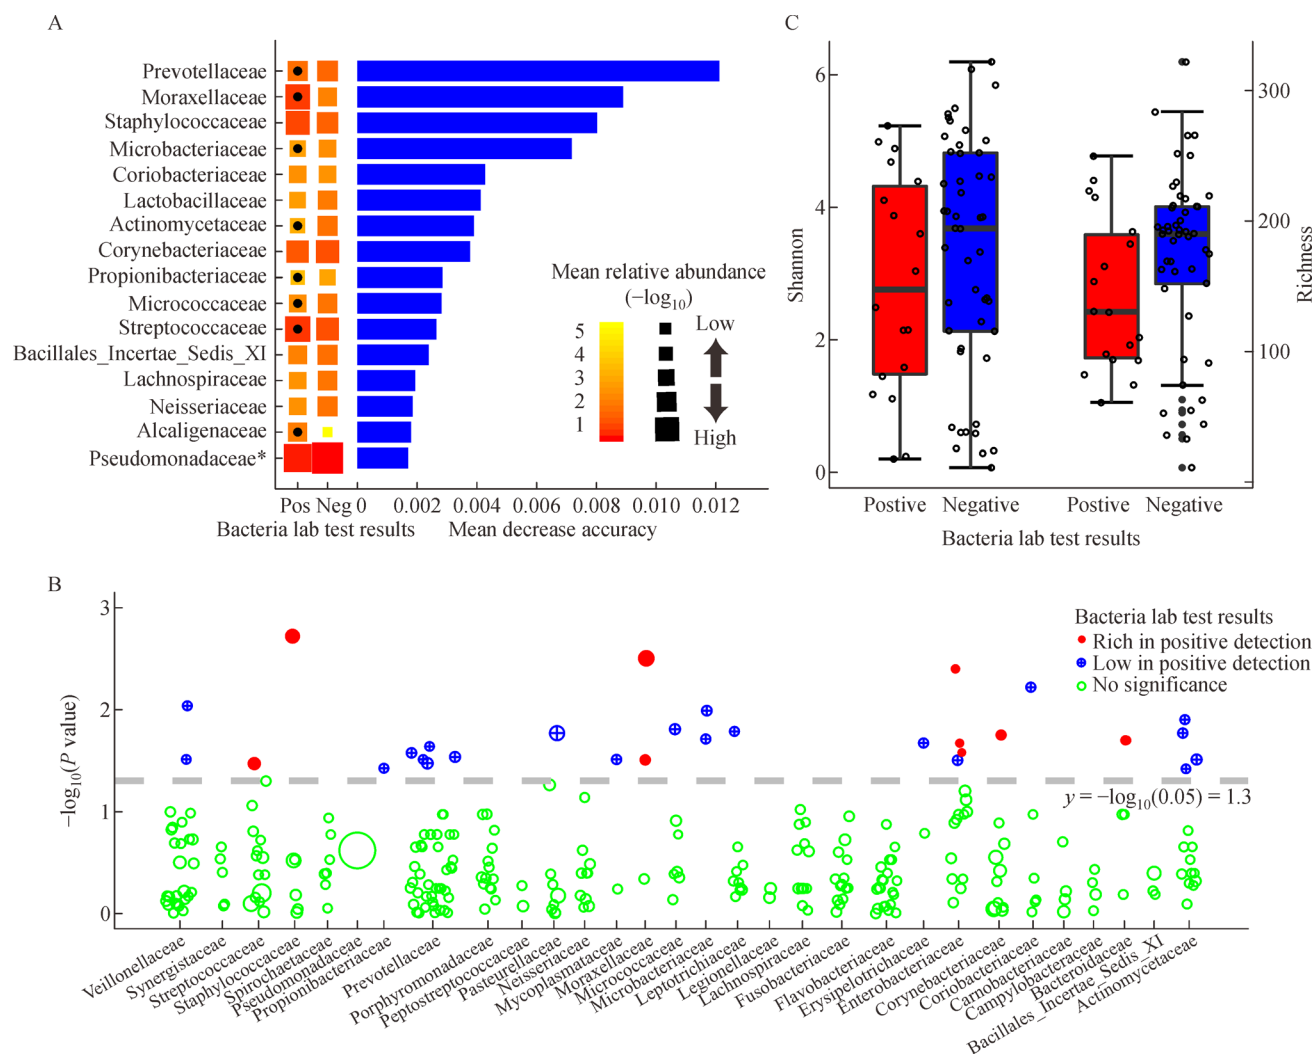 A
Prevotellaceae
Moraxellaceae
Staphylococcaceae
Microbacteriaceae
Coriobacteriaceae
Lactobacillaceae
Actinomycetaceae
Corynebacteriaceae
Propionibacteriaceae
Micrococcaceae
Streptococcaceae
Bacillales_Incertae_Sedis_XI
Lachnospiraceae
Neisseriaceae
Alcaligenaceae
Pseudomonadaceae*
Pos Neg 0 0.002 0.004 0.006 0.008 0.010 0.012
Bacteria lab test results Mean decrease accuracy
Mean relative abundance
(−log10)
5
4
3
2
1
Low
High
C
Shannon
6
4
2
0
Richness
300
200
100
Postive Negative Postive Negative
Bacteria lab test results
B
−log10(P value)
3
2
1
0
Bacteria lab test results
Rich in positive detection
Low in positive detection
No significance
y = −log10(0.05) = 1.3
Veillonellaceae
Synergistaceae
Streptococcaceae
Staphylococcaceae
Spirochaetaceae
Pseudomonadaceae
Propionibacteriaceae
Prevotellaceae
Porphyromonadaceae
Peptostreptococcaceae
Pasteurellaceae
Neisseriaceae
Mycoplasmataceae
Moraxellaceae
Micrococcaceae
Microbacteriaceae
Leptotrichiaceae
Legionellaceae
Lachnospiraceae
Fusobacteriaceae
Flavobacteriaceae
Erysipelotrichaceae
Enterobacteriaceae
Corynebacteriaceae
Coriobacteriaceae
Carnobacteriaceae
Campylobacteraceae
Bacteroidaceae
Bacillales_Incertae_Sedis_XI
Actinomycetaceae